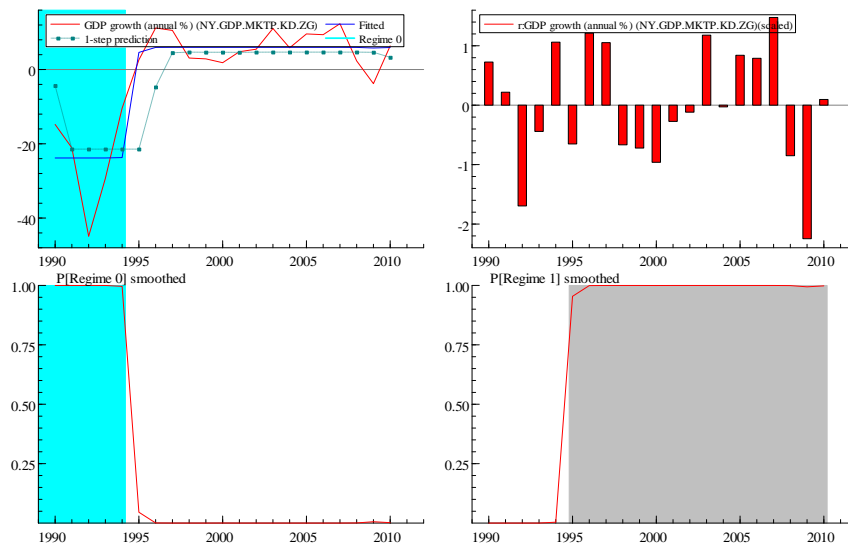 GDP growth (annual %) (NY.GDP.MKTP.KD.ZG) Fitted
1-step prediction Regime 0
0
-20
-40
1990 1995 2000 2005 2010
r:GDP growth (annual %) (NY.GDP.MKTP.KD.ZG)(scaled)
1
0
-1
-2
1990 1995 2000 2005 2010
P[Regime 0] smoothed
1.00
0.75
0.50
0.25
1990 1995 2000 2005 2010
P[Regime 1] smoothed
1.00
0.75
0.50
0.25
1990 1995 2000 2005 2010